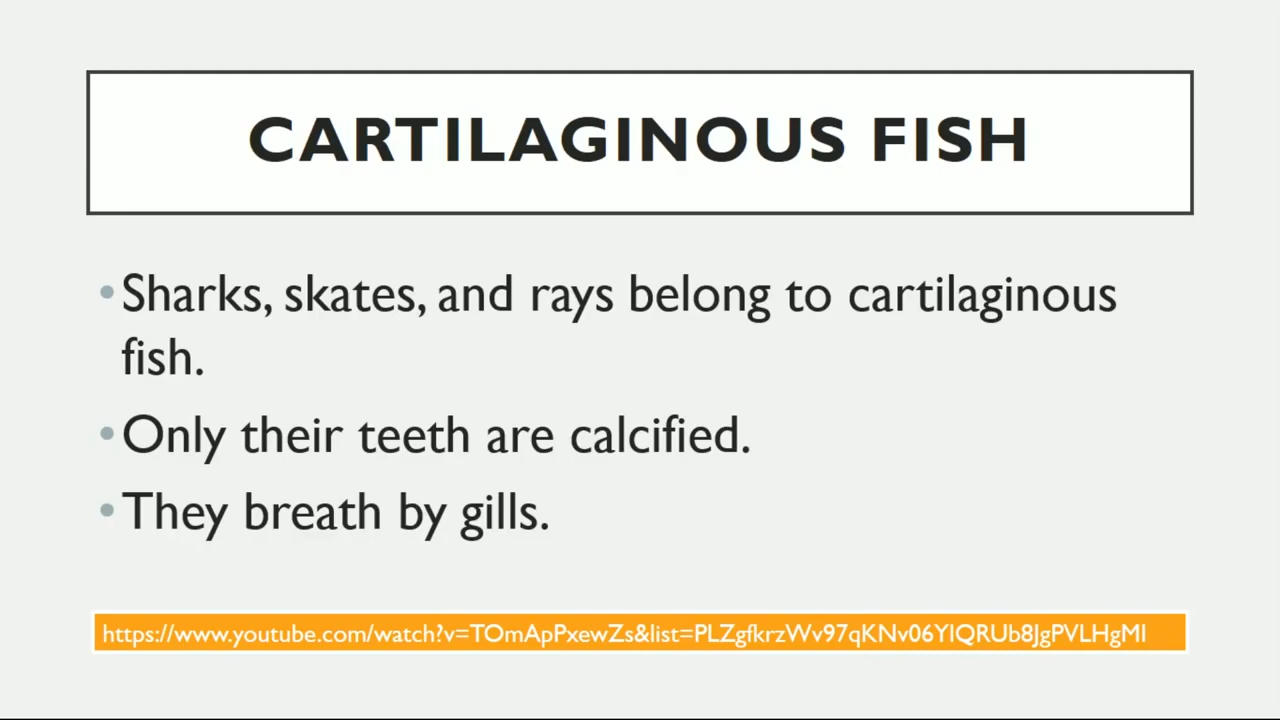 CARTILAGINOUS FISH
•Sharks, skates, and rays belong to cartilaginous
fish.
•Only their teeth are calcified.
•They breath by gills.
https://www.youtube.com/watch?v=TOmApPxewZs&list=PLZgfkrzWv97qKNv06YIQRUb8JgPVLHgMI